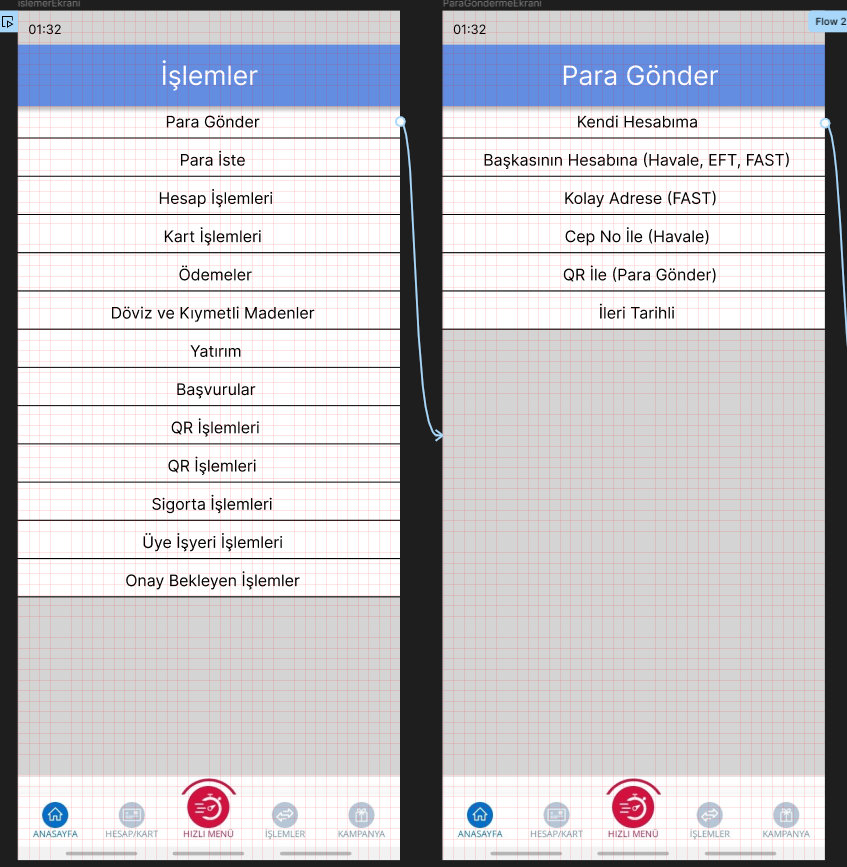 islemerEkrani
01:32
İşlemler
Para Gönder
Para İste
Hesap İşlemleri
Kart İşlemleri
Ödemeler
Döviz ve Kıymetli Madenler
Yatırım
Başvurular
QR İşlemleri
QR İşlemleri
Sigorta İşlemleri
Üye İşyeri İşlemleri
Onay Bekleyen İşlemler
ANASAYFA
HESAP/KART
HIZLI MENÜ
İŞLEMLER
KAMPANYA
ParaGöndermeEkrani
01:32
Flow 2
Para Gönder
Kendi Hesabıma
Başkasının Hesabına (Havale, EFT, FAST)
Kolay Adrese (FAST)
Cep No İle (Havale)
QR İle (Para Gönder)
İleri Tarihli
ANASAYFA
HESAP/KART
HIZLI MENÜ
İŞLEMLER
KAMPANYA